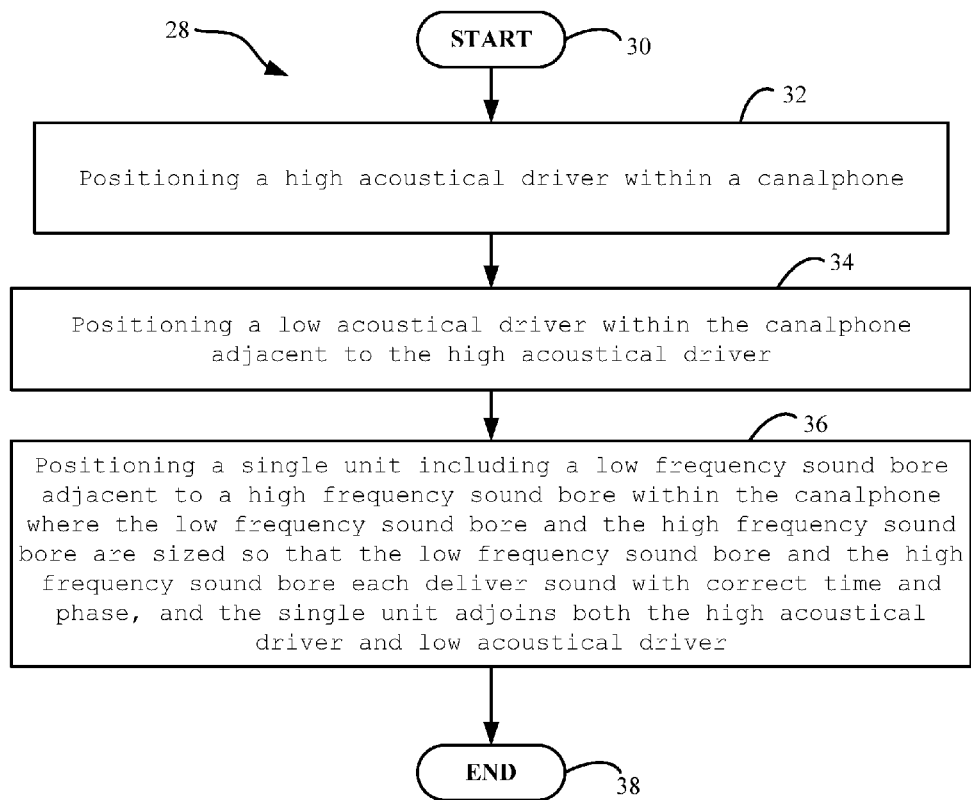 28
START
30
32
Positioning a high acoustical driver within a canalphone
34
Positioning a low acoustical driver within the canalphone
adjacent to the high acoustical driver
36
Positioning a single unit including a low frequency sound bore
adjacent to a high frequency sound bore within the canalphone
where the low frequency sound bore and the high frequency sound
bore are sized so that the low frequency sound bore and the high
frequency sound bore each deliver sound with correct time and
phase, and the single unit adjoins both the high acoustical
driver and low acoustical driver
END
38